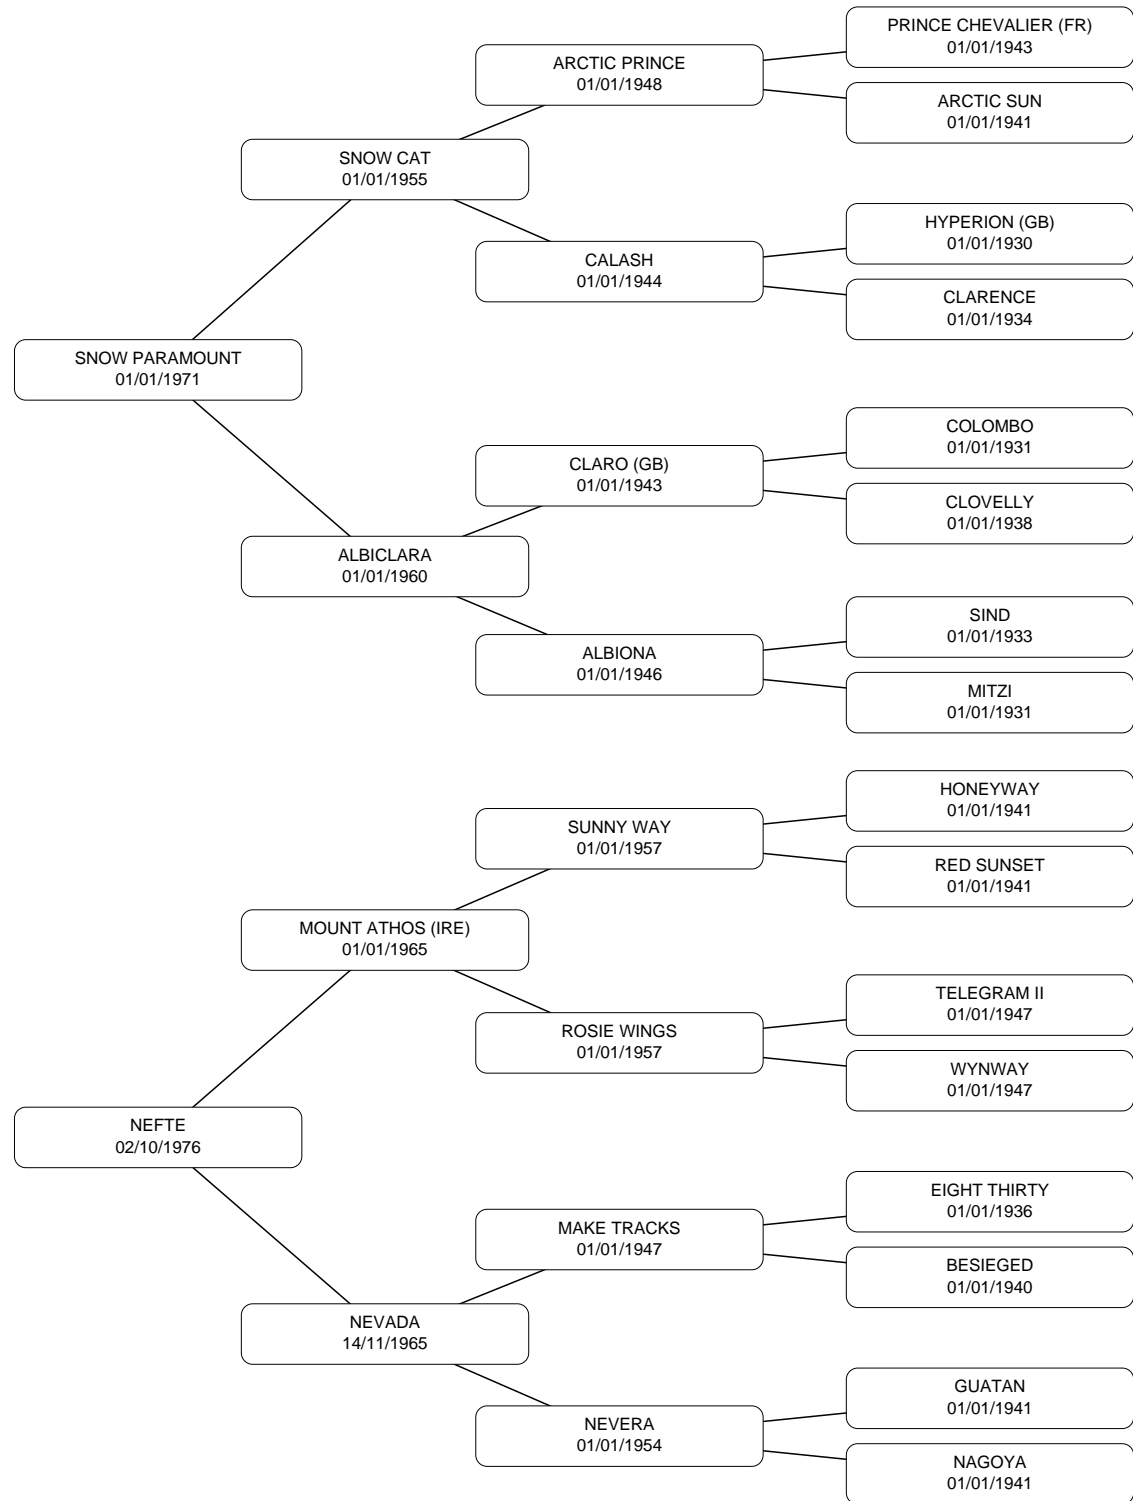 PRINCE CHEVALIER (FR)
01/01/1943
ARCTIC PRINCE
01/01/1948
ARCTIC SUN
01/01/1941
SNOW CAT
01/01/1955
HYPERION (GB)
01/01/1930
CALASH
01/01/1944
CLARENCE
01/01/1934
SNOW PARAMOUNT
01/01/1971
COLOMBO
01/01/1931
CLARO (GB)
01/01/1943
CLOVELLY
01/01/1938
ALBICLARA
01/01/1960
SIND
01/01/1933
ALBIONA
01/01/1946
MITZI
01/01/1931
HONEYWAY
01/01/1941
SUNNY WAY
01/01/1957
RED SUNSET
01/01/1941
MOUNT ATHOS (IRE)
01/01/1965
TELEGRAM II
01/01/1947
ROSIE WINGS
01/01/1957
WYNWAY
01/01/1947
NEFTE
02/10/1976
EIGHT THIRTY
01/01/1936
MAKE TRACKS
01/01/1947
BESIEGED
01/01/1940
NEVADA
14/11/1965
GUATAN
01/01/1941
NEVERA
01/01/1954
NAGOYA
01/01/1941